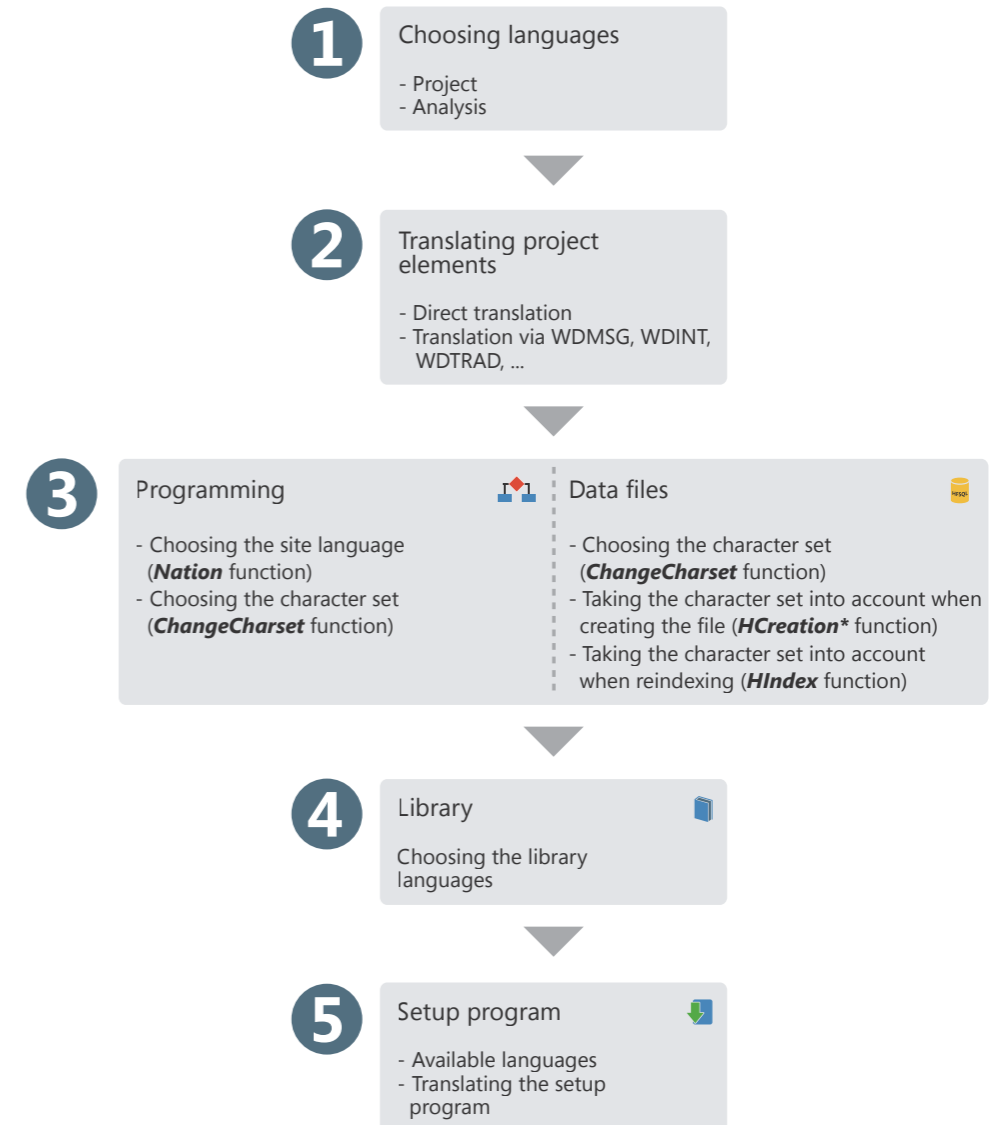 1
Choosing languages
- Project
- Analysis
2
Translating project
elements
- Direct translation
- Translation via WDMSG, WDINT,
WDTRAD, ...
3
Programming
- Choosing the site language
(Nation function)
- Choosing the character set
(ChangeCharset function)
Data files
HFSQL
- Choosing the character set
(ChangeCharset function)
- Taking the character set into account when
creating the file (HCreation* function)
- Taking the character set into account
when reindexing (HIndex function)
4
Library
Choosing the library
languages
5
Setup program
- Available languages
- Translating the setup
program